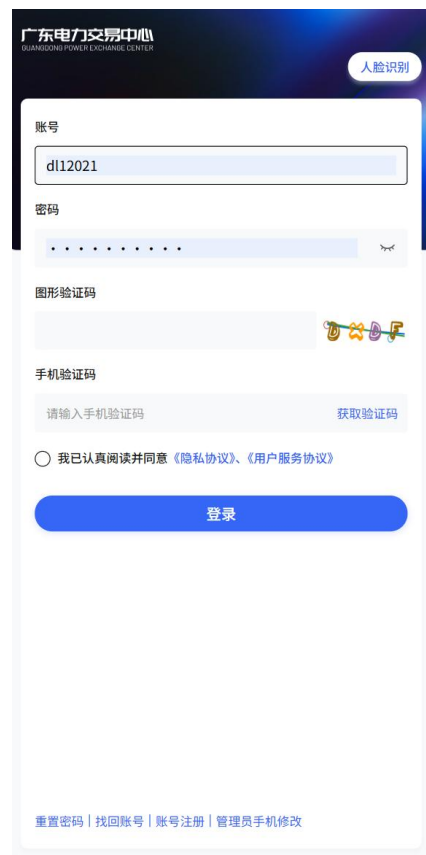 广东电力交易中心
GUANGDONG POWER EXCHANGE CENTER
人脸识别
账号
dl12021
密码
• • • • • • • • • •
图形验证码
手机验证码
请输入手机验证码 获取验证码
我已认真阅读并同意《隐私协议》、《用户服务协议》
登录
重置密码 | 找回账号 | 账号注册 | 管理员手机修改